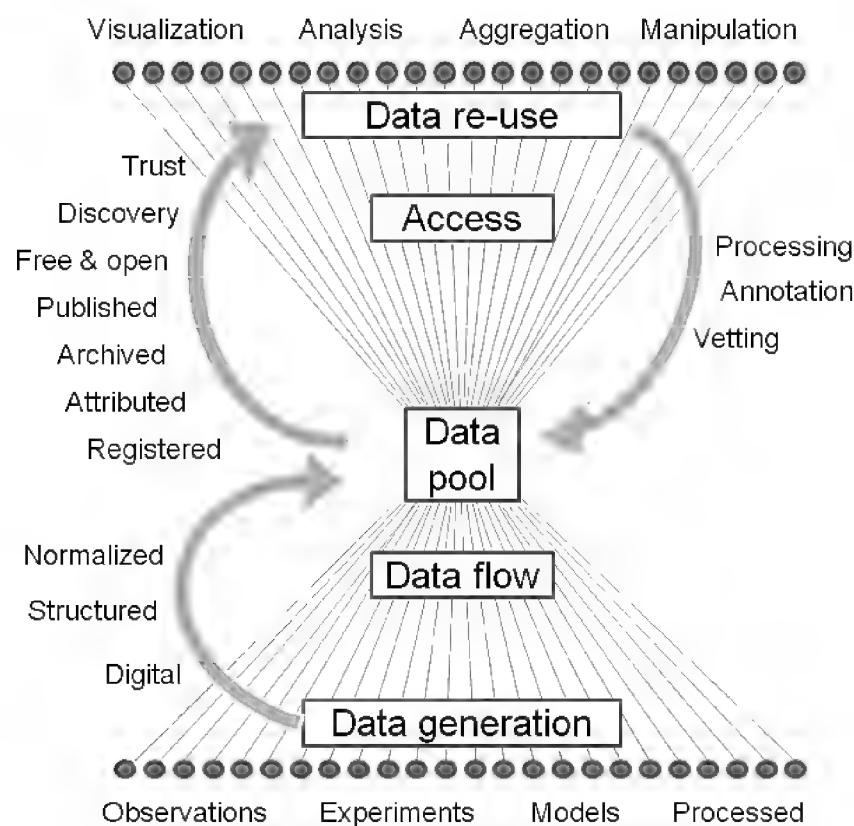 Visualization Analysis Aggregation Manipulation
Data re-use
Trust
Discovery
Free & open
Published
Archived
Attributed
Registered
Access
Processing
Annotation
Vetting
Data
pool
Normalized
Structured
Digital
Data flow
Data generation
Observations Experiments Models Processed